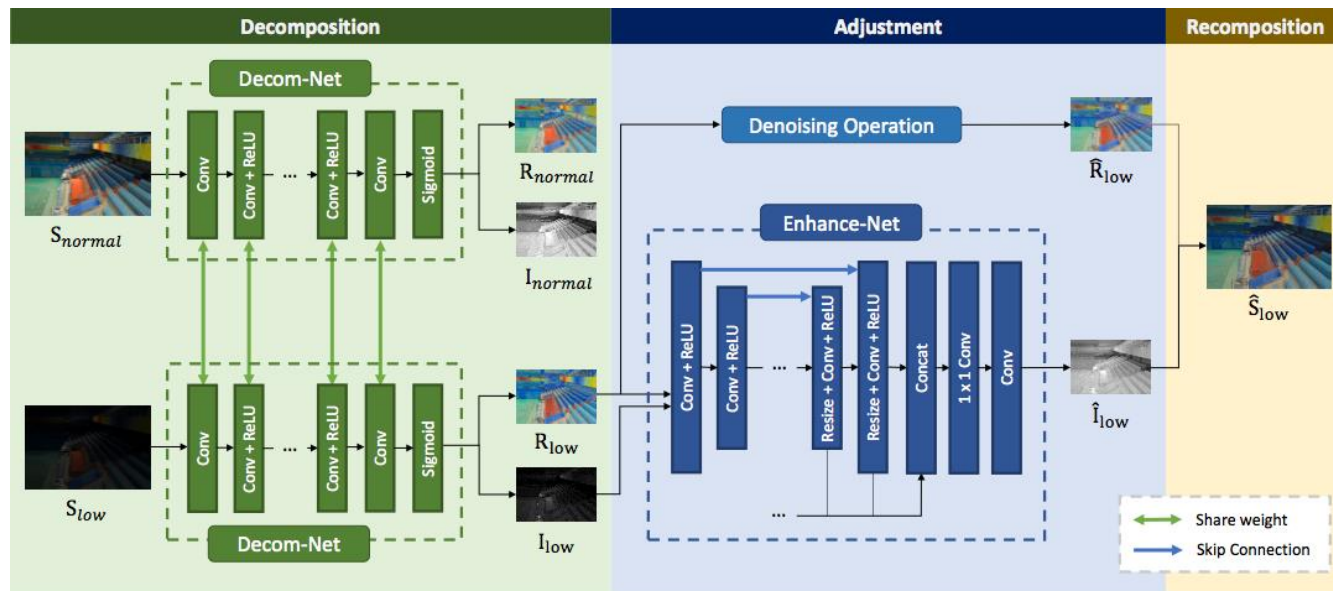 Decomposition
Adjustment
Recomposition
Decom-Net
Conv
Conv + ReLU
...
Conv + ReLU
Conv
Sigmoid
S_normal
R_normal
I_normal
Denoising Operation
R̂_low
Enhance-Net
Conv + ReLU
Conv + ReLU
...
Resize + Conv + ReLU
Resize + Conv + ReLU
Concat
1 x 1 Conv
Conv
...
Î_low
Ŝ_low
Conv
Conv + ReLU
...
Conv + ReLU
Conv
Sigmoid
S_low
R_low
I_low
Decom-Net
Share weight
Skip Connection